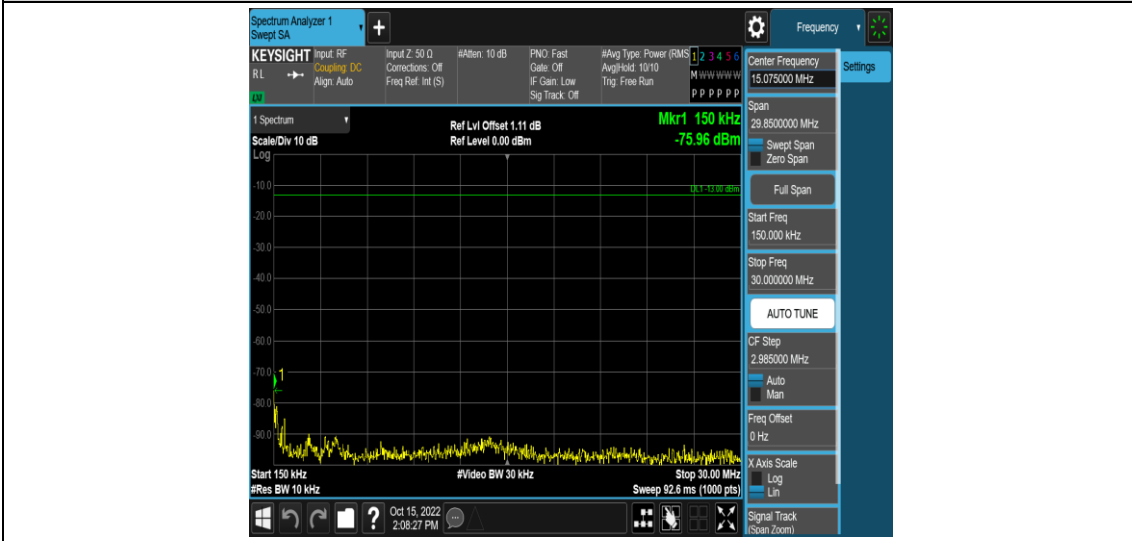 Spectrum Analyzer 1
Swept SA
+
Frequency
KEYSIGHT
RL
Input: RF
Coupling: DC
Align: Auto
Input Z: 50 Ω
Corrections: Off
Freq Ref: Int (S)
#Atten: 10 dB
PNO: Fast
Gate: Off
IF Gain: Low
Sig Track: Off
#Avg Type: Power (RMS
Avg|Hold: 10/10
Trig: Free Run
1 2 3 4 5 6
M W W W W W
P P P P P P
1 Spectrum
Scale/Div 10 dB
Log
Ref Lvl Offset 1.11 dB
Ref Level 0.00 dBm
Mkr1 150 kHz
-75.96 dBm
DL1 -13.00 dBm
-10.0
-20.0
-30.0
-40.0
-50.0
-60.0
-70.0
1
-80.0
-90.0
Start 150 kHz
#Res BW 10 kHz
#Video BW 30 kHz
Stop 30.00 MHz
Sweep 92.6 ms (1000 pts)
Center Frequency
15.075000 MHz
Settings
Span
29.8500000 MHz
Swept Span
Zero Span
Full Span
Start Freq
150.000 kHz
Stop Freq
30.000000 MHz
AUTO TUNE
CF Step
2.985000 MHz
Auto
Man
Freq Offset
0 Hz
X Axis Scale
Log
Lin
Signal Track
(Span Zoom)
?
Oct 15, 2022
2:08:27 PM